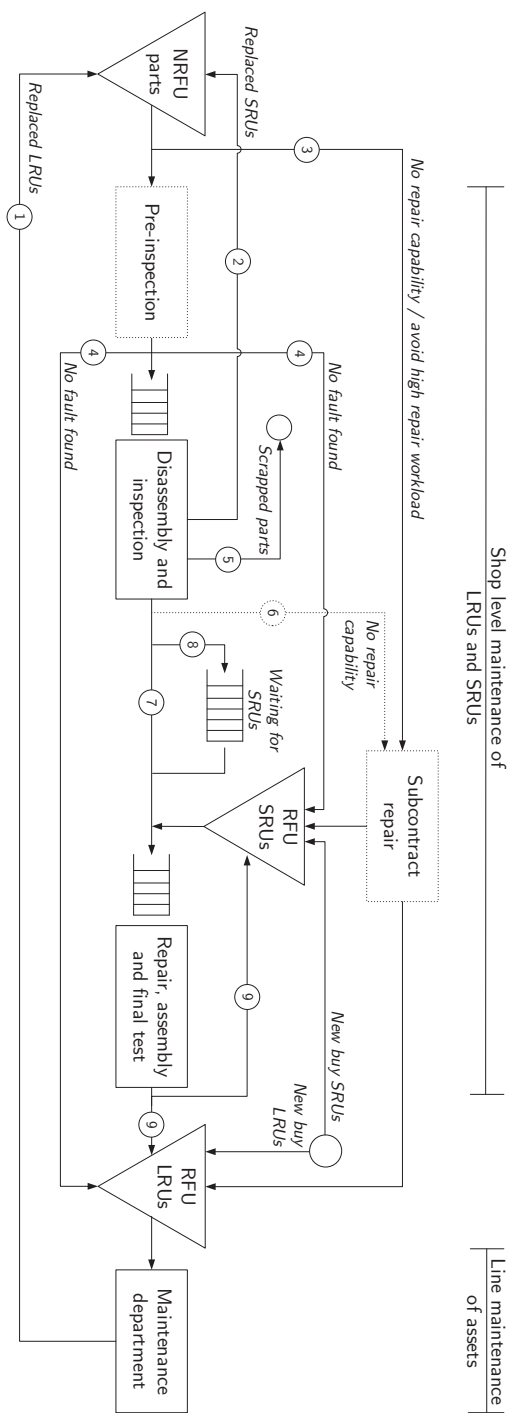 Shop level maintenance of
LRUs and SRUs
Line maintenance
of assets
No repair capability / avoid high repair workload
3
Subcontract
repair
No repair
capability
6
New buy SRUs
New buy
LRUs
No fault found
4
Scrapped parts
5
Waiting for
SRUs
8
RFU
SRUs
9
Replaced SRUs
2
NRFU
parts
Pre-inspection
Disassembly and
inspection
7
Repair, assembly
and final test
9
RFU
LRUs
Maintenance
department
4
No fault found
Replaced LRUs
1